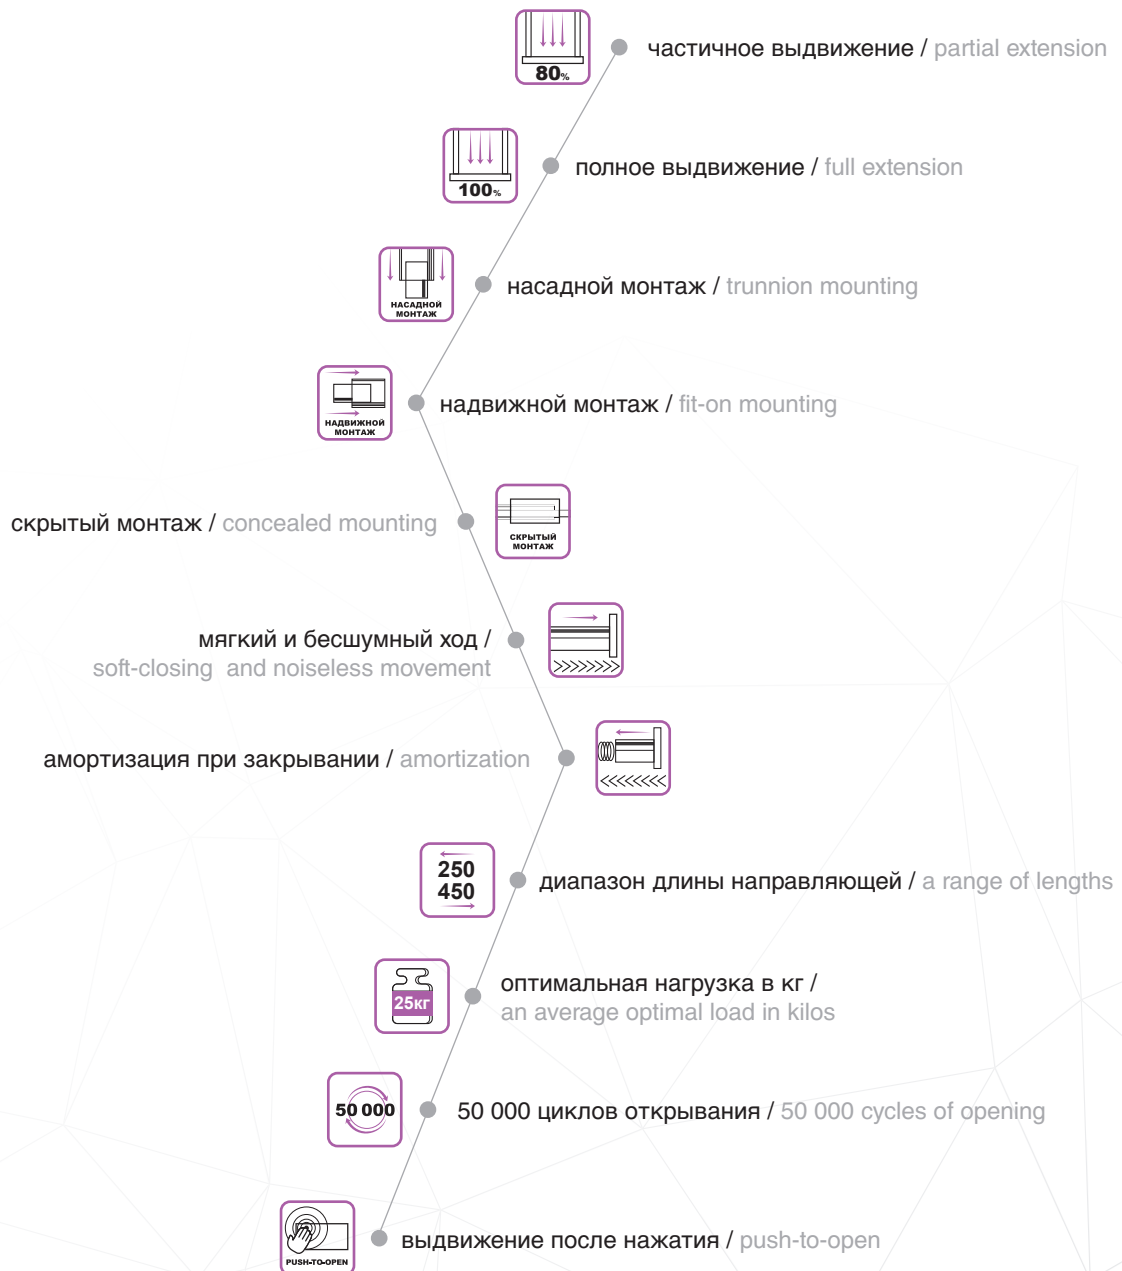 80%
частичное выдвижение / partial extension
100%
полное выдвижение / full extension
НАСАДНОЙ
МОНТАЖ
насадной монтаж / trunnion mounting
НАДВИЖНОЙ
МОНТАЖ
надвижной монтаж / fit-on mounting
скрытый монтаж / concealed mounting
СКРЫТЫЙ
МОНТАЖ
мягкий и бесшумный ход /
soft-closing and noiseless movement
амортизация при закрывании / amortization
250
450
диапазон длины направляющей / a range of lengths
25кг
оптимальная нагрузка в кг /
an average optimal load in kilos
50 000
50 000 циклов открывания / 50 000 cycles of opening
PUSH-TO-OPEN
выдвижение после нажатия / push-to-open